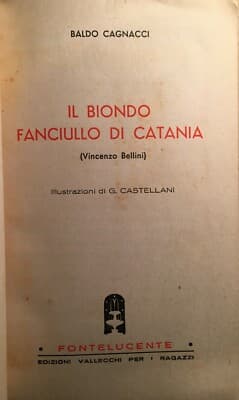 BALDO CAGNACCI
IL BIONDO
FANCIULLO DI CATANIA
(Vincenzo Bellini)
Illustrazioni di G. CASTELLANI
FONTELUCENTE
EDIZIONI VALLECCHI PER I RAGAZZI